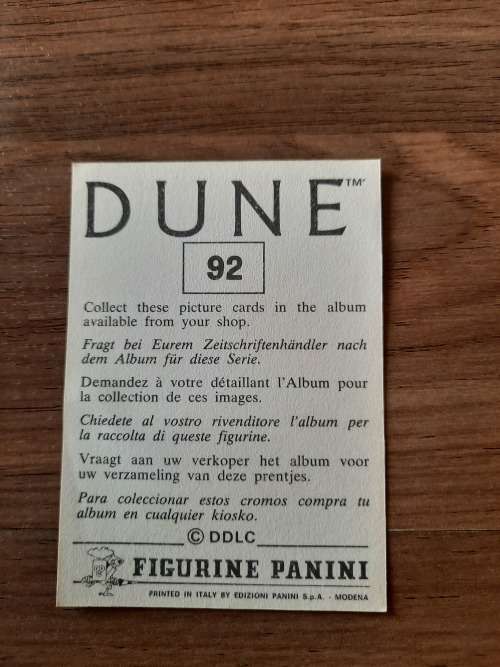 DUNE™
92
Collect these picture cards in the album
available from your shop.
Fragt bei Eurem Zeitschriftenhändler nach
dem Album für diese Serie.
Demandez à votre détaillant l'Album pour
la collection de ces images.
Chiedete al vostro rivenditore l'album per
la raccolta di queste figurine.
Vraagt aan uw verkoper het album voor
uw verzameling van deze prentjes.
Para coleccionar estos cromos compra tu
album en cualquier kiosko.
© DDLC
FIGURINE PANINI
PRINTED IN ITALY BY EDIZIONI PANINI S.p.A. - MODENA